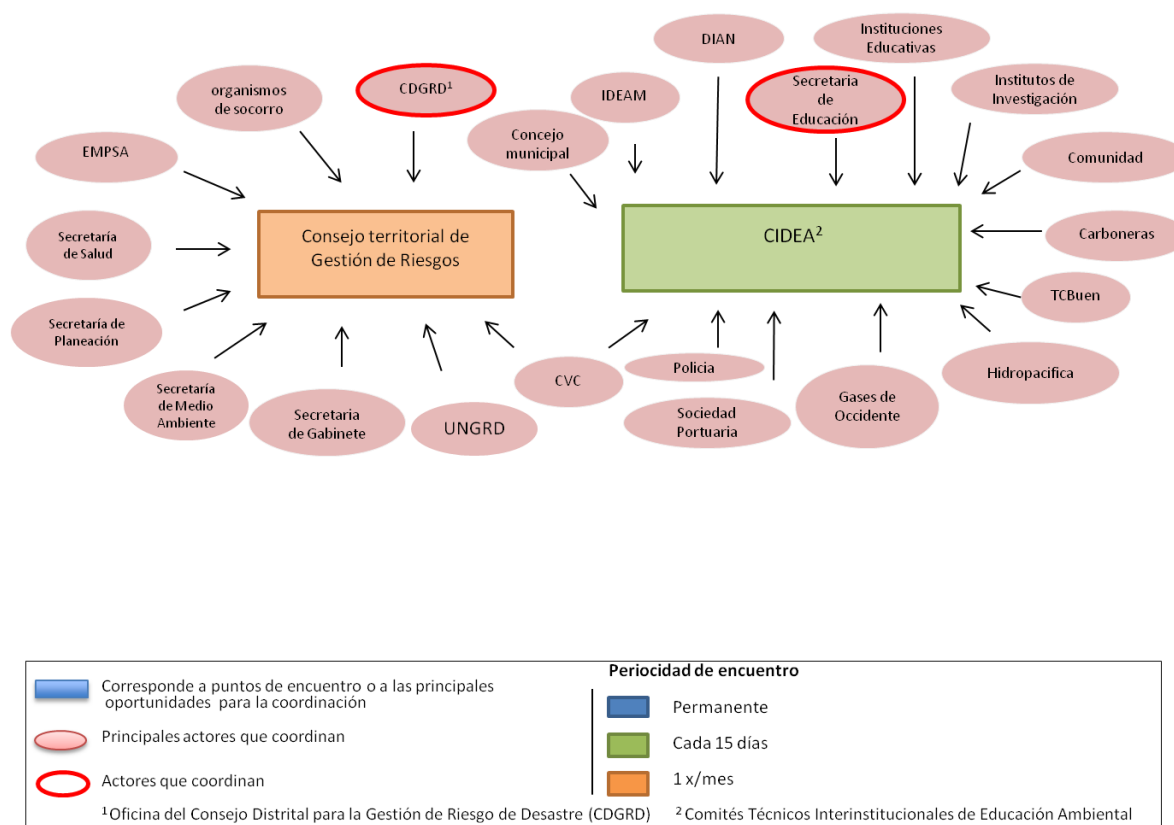 DIAN
Instituciones
Educativas
organismos
de socorro
CDGRD¹
IDEAM
Secretaria
de
Educación
Institutos de
Investigación
Concejo
municipal
EMPSA
Comunidad
Secretaría
de Salud
Consejo territorial de
Gestión de Riesgos
CIDEA²
Carboneras
TCBuen
Secretaría de
Planeación
Secretaría
de Medio
Ambiente
Secretaria
de Gabinete
UNGRD
CVC
Policia
Sociedad
Portuaria
Gases de
Occidente
Hidropacifica
Corresponde a puntos de encuentro o a las principales
oportunidades para la coordinación
Principales actores que coordinan
Actores que coordinan
¹Oficina del Consejo Distrital para la Gestión de Riesgo de Desastre (CDGRD)
Periocidad de encuentro
Permanente
Cada 15 días
1 x/mes
²Comités Técnicos Interinstitucionales de Educación Ambiental